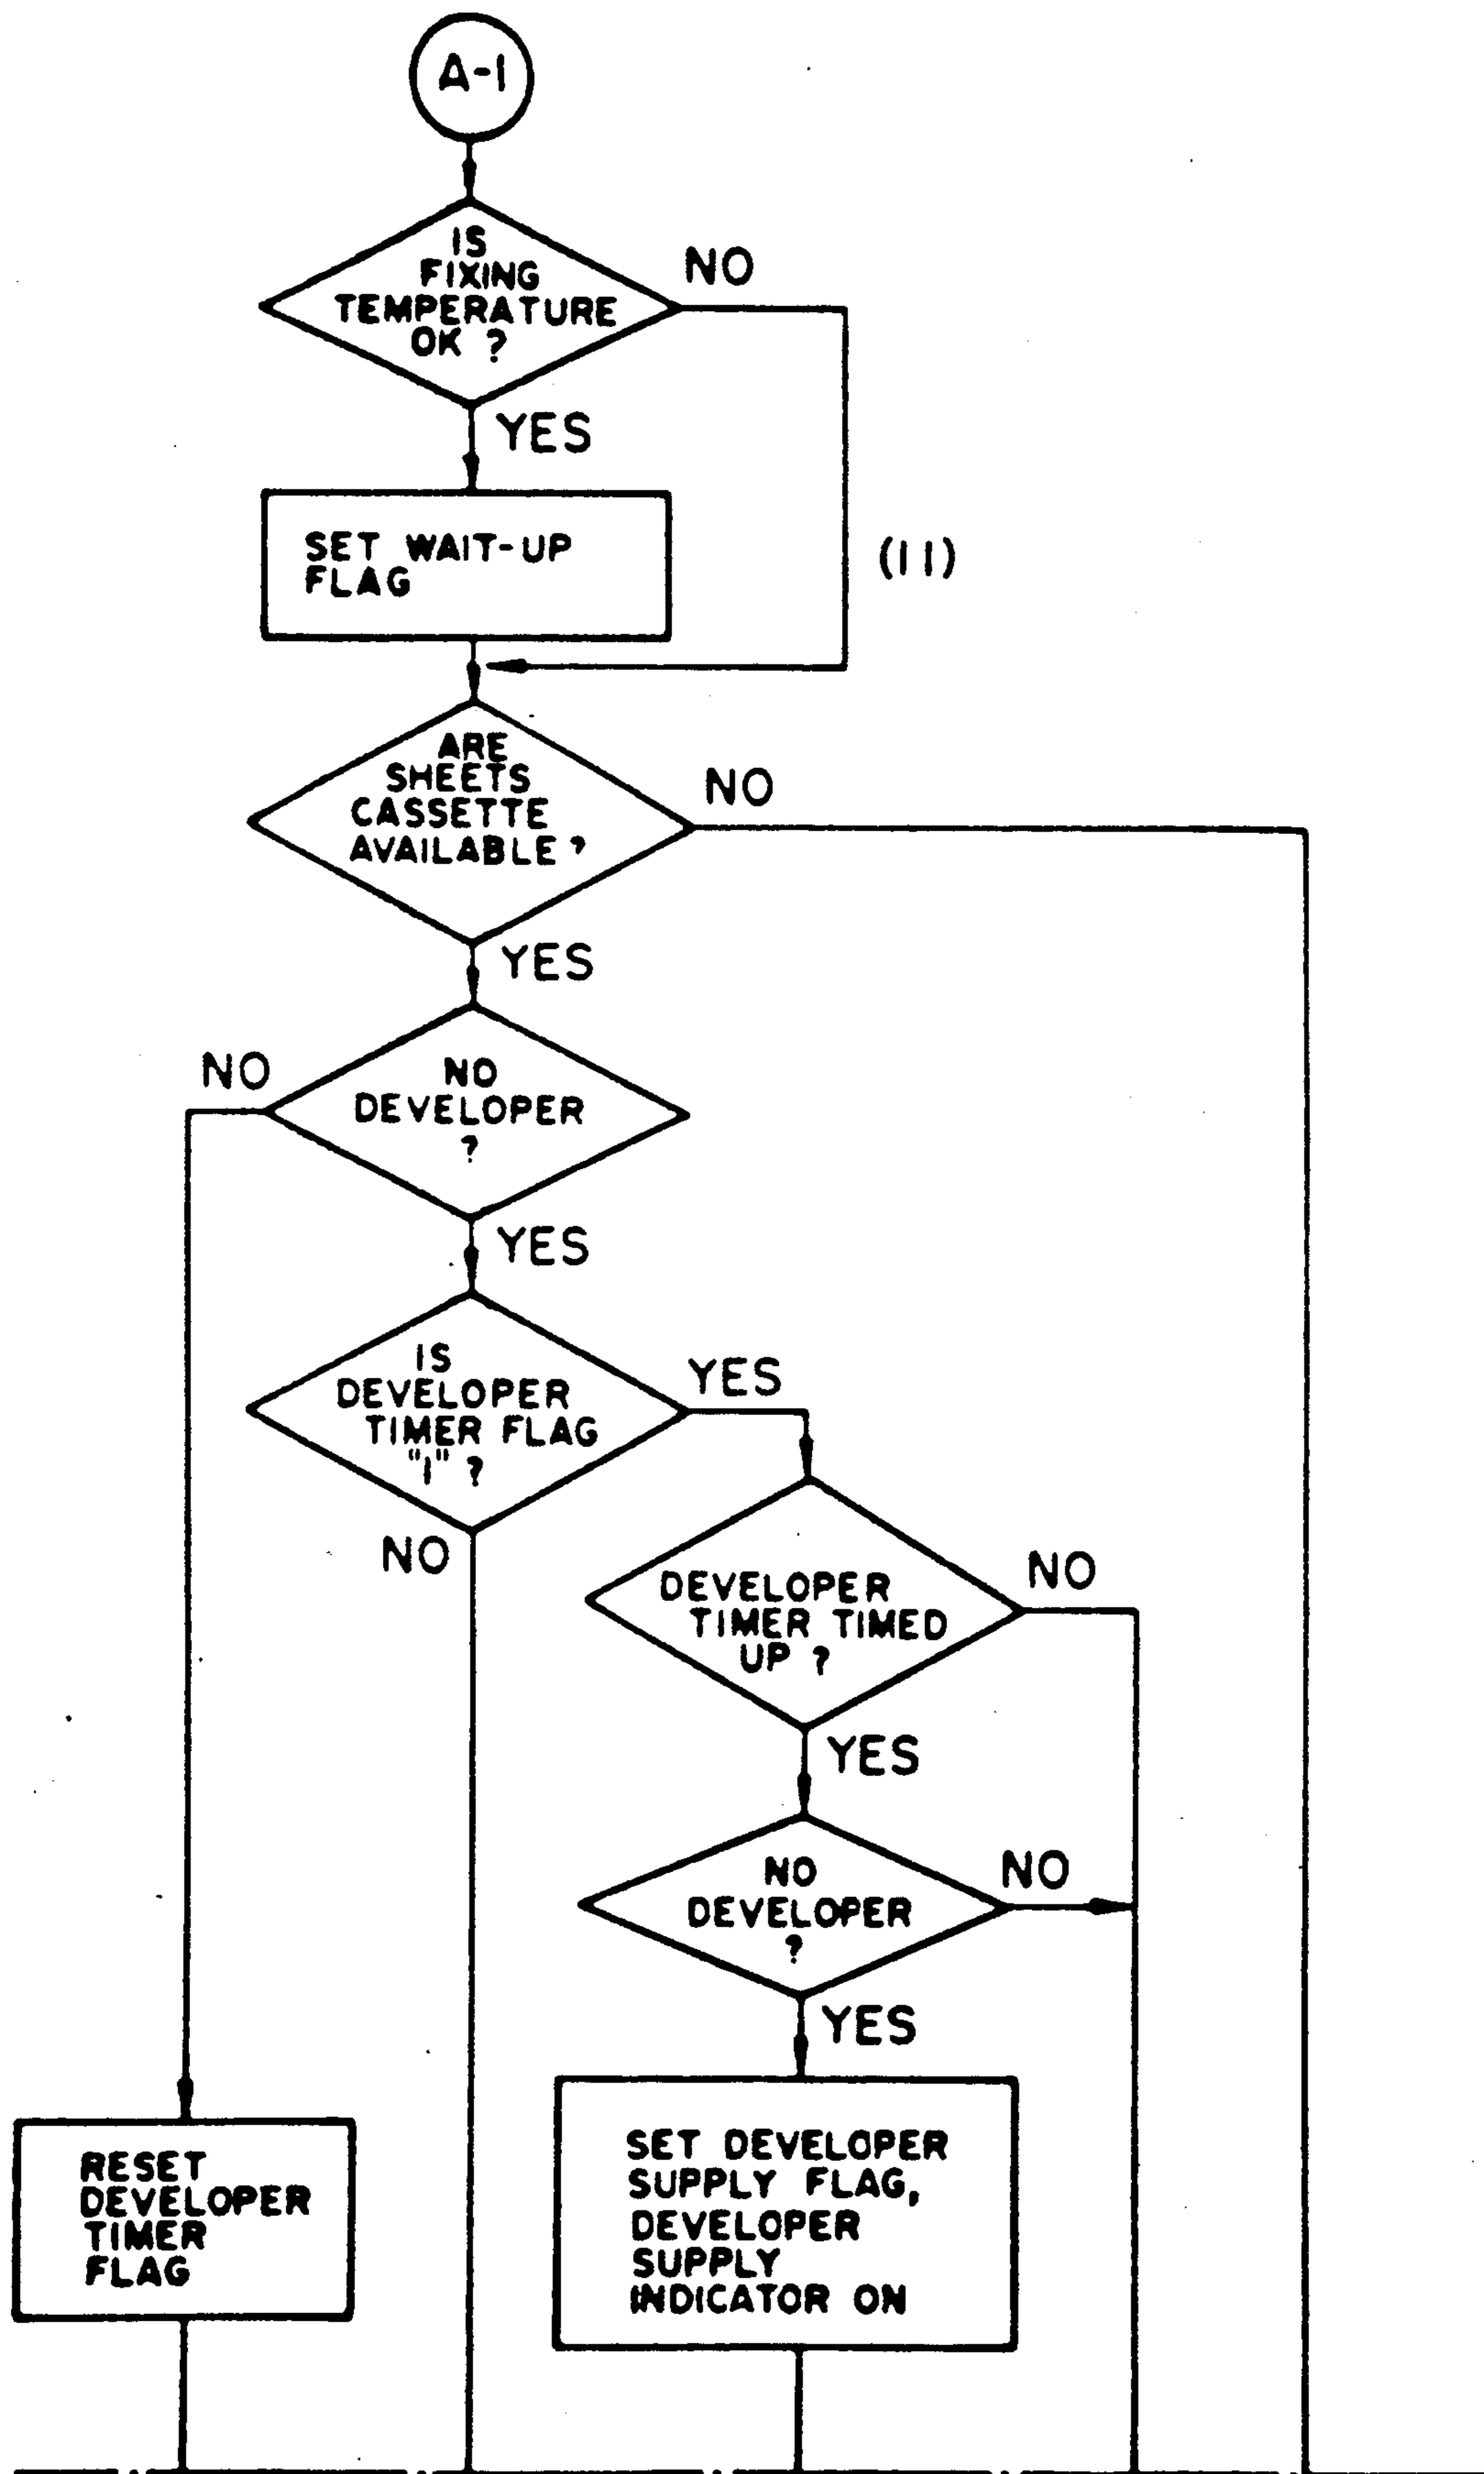 A-1
IS
FIXING
TEMPERATURE
OK ?
NO
YES
SET WAIT-UP
FLAG
(11)
ARE
SHEETS
CASSETTE
AVAILABLE ?
NO
YES
NO
DEVELOPER
?
NO
YES
IS
DEVELOPER
TIMER FLAG
"1" ?
YES
NO
DEVELOPER
TIMER TIMED
UP ?
NO
YES
NO
DEVELOPER
?
NO
YES
RESET
DEVELOPER
TIMER
FLAG
SET DEVELOPER
SUPPLY FLAG,
DEVELOPER
SUPPLY
INDICATOR ON